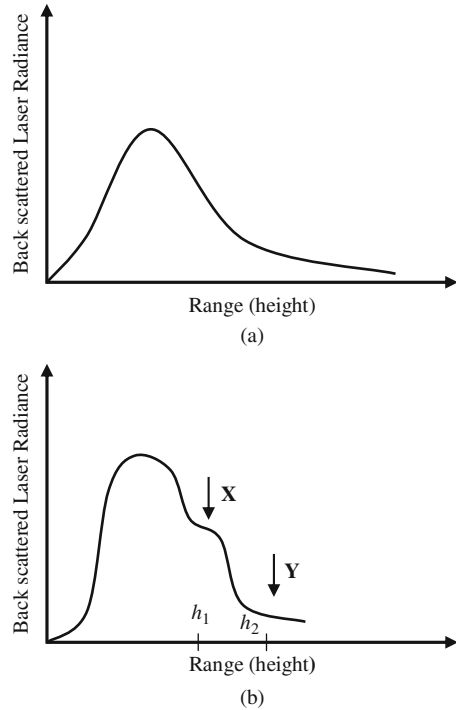 Back scattered Laser Radiance
Range (height)
(a)
Back scattered Laser Radiance
X
Y
h₁
h₂
Range (height)
(b)